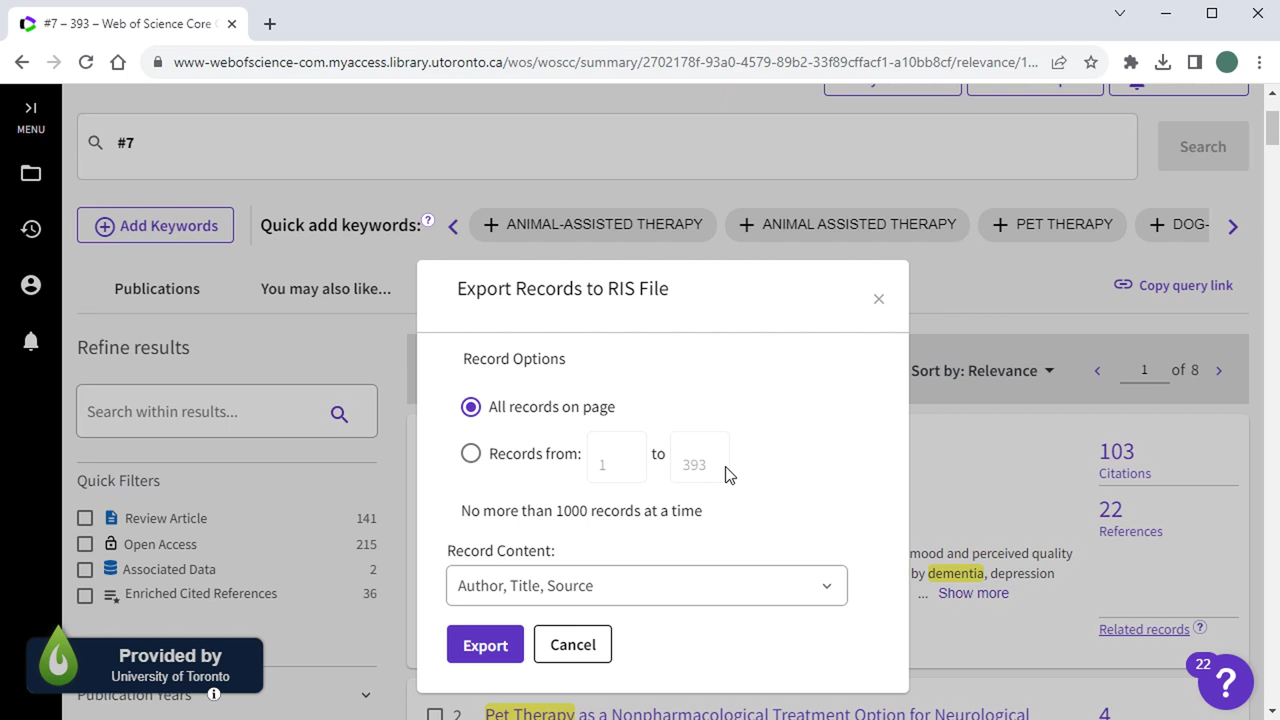 #7 – 393 – Web of Science Core C
www-webofscience-com.myaccess.library.utoronto.ca/wos/woscc/summary/2702178f-93a0-4579-89b2-33f89cffacf1-a10bb8cf/relevance/1...
MENU
#7
Search
Add Keywords
Quick add keywords:
?
ANIMAL-ASSISTED THERAPY
ANIMAL ASSISTED THERAPY
PET THERAPY
DOG-
Publications
You may also like...
Copy query link
Export Records to RIS File
Refine results
Record Options
Sort by: Relevance
1 of 8
Search within results...
All records on page
Records from: 1 to 393
103
Citations
Quick Filters
No more than 1000 records at a time
22
References
Review Article 141
Open Access 215
Associated Data 2
Enriched Cited References 36
Record Content:
Author, Title, Source
mood and perceived quality
by dementia, depression
... Show more
Related records ?
Export
Cancel
Provided by
University of Toronto
i
Publication Years
22
?
2
Pet Therapy as a Nonpharmacological Treatment Option for Neurological
4